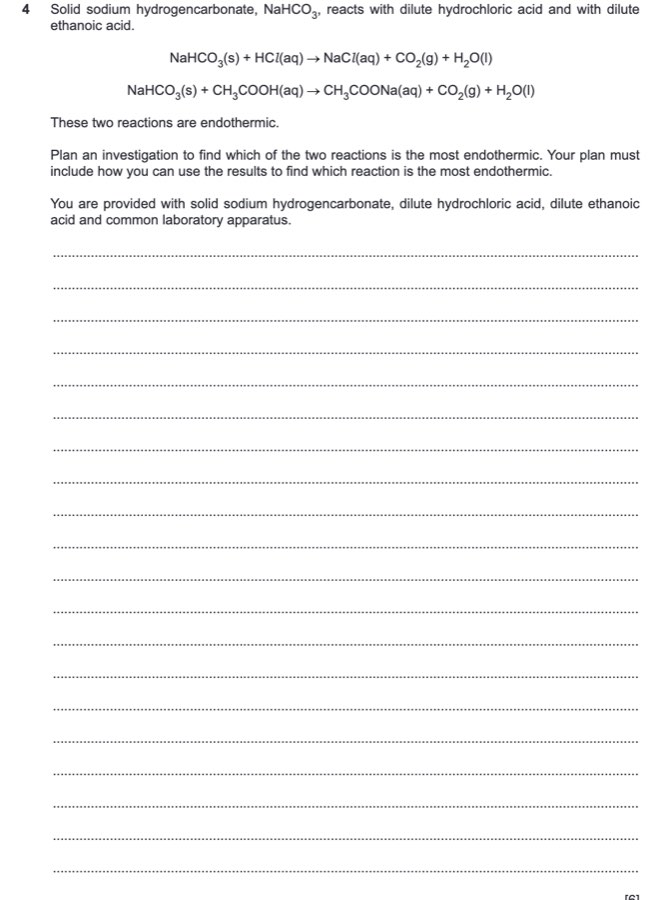 4 Solid sodium hydrogencarbonate, NaHCO₃, reacts with dilute hydrochloric acid and with dilute
ethanoic acid.
NaHCO₃(s) + HCl(aq) → NaCl(aq) + CO₂(g) + H₂O(l)
NaHCO₃(s) + CH₃COOH(aq) → CH₃COONa(aq) + CO₂(g) + H₂O(l)
These two reactions are endothermic.
Plan an investigation to find which of the two reactions is the most endothermic. Your plan must
include how you can use the results to find which reaction is the most endothermic.
You are provided with solid sodium hydrogencarbonate, dilute hydrochloric acid, dilute ethanoic
acid and common laboratory apparatus.
[6]